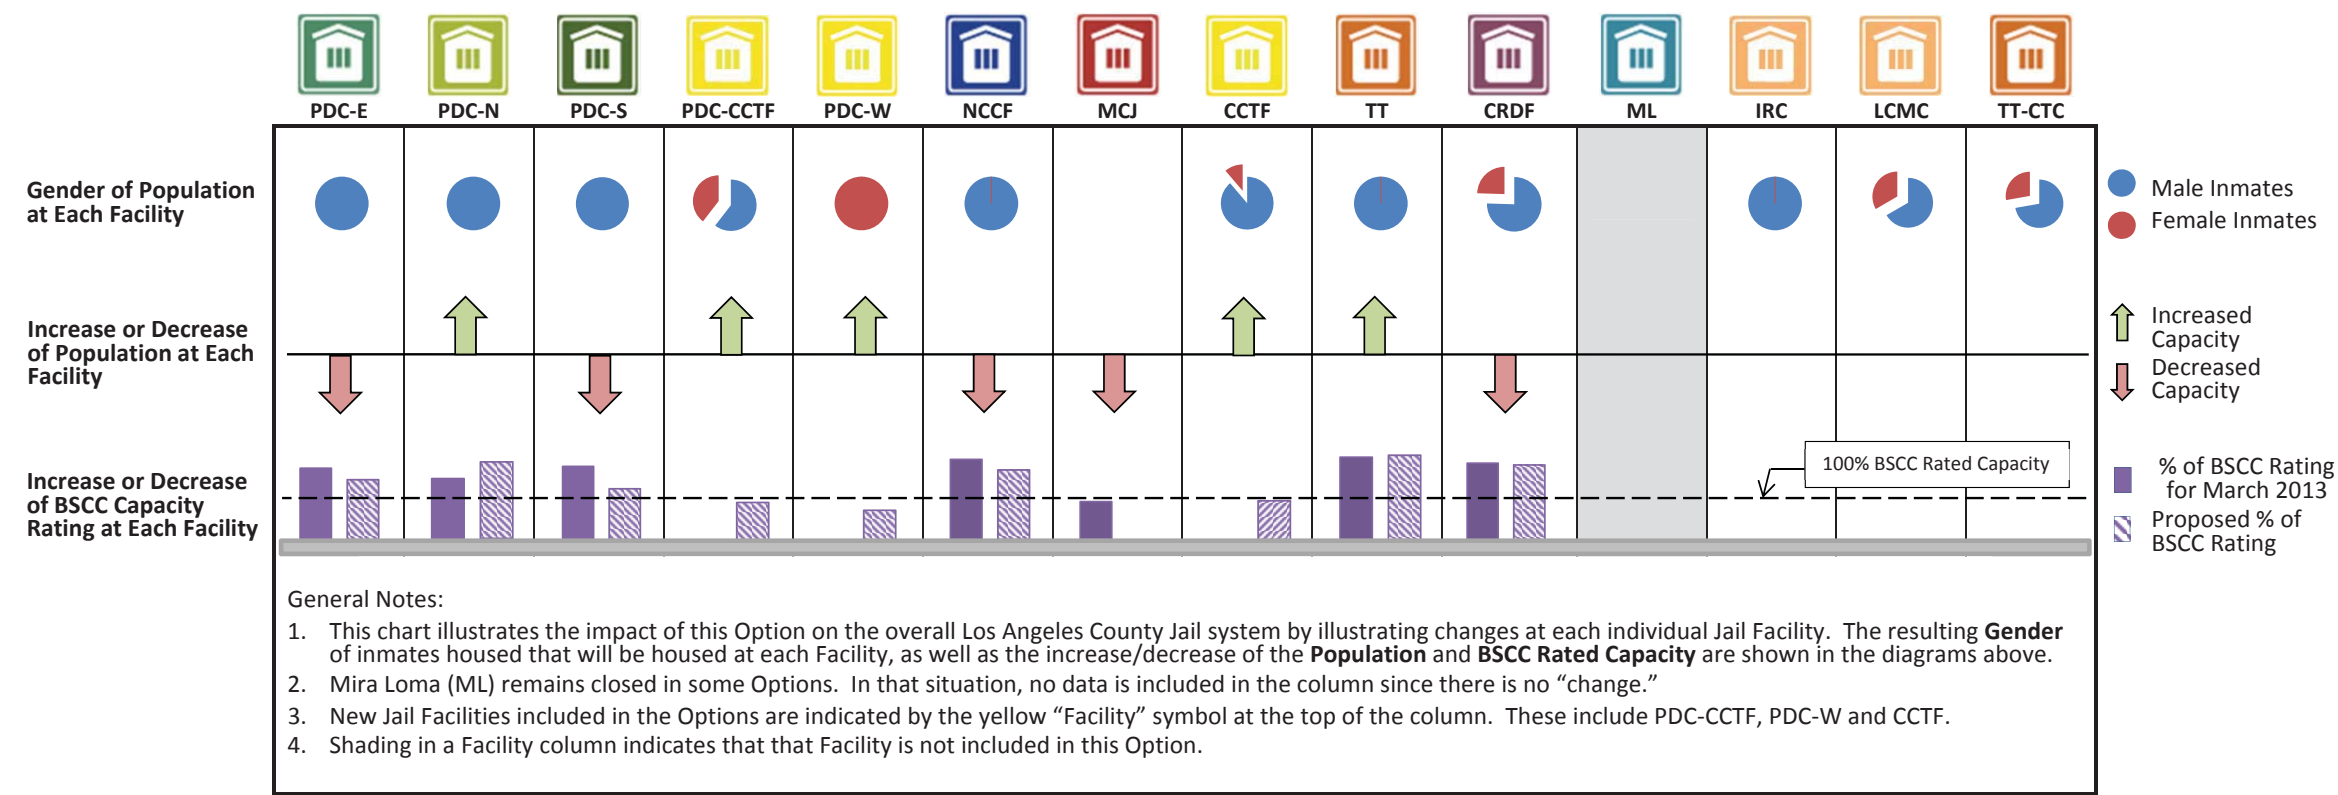 PDC-E PDC-N PDC-S PDC-CCTF PDC-W NCCF MCJ CCTF TT CRDF ML IRC LCMC TT-CTC
Gender of Population
at Each Facility
Male Inmates
Female Inmates
Increase or Decrease
of Population at Each
Facility
Increased
Capacity
Decreased
Capacity
Increase or Decrease
of BSCC Capacity
Rating at Each Facility
100% BSCC Rated Capacity
% of BSCC Rating
for March 2013
Proposed % of
BSCC Rating
General Notes:
1. This chart illustrates the impact of this Option on the overall Los Angeles County Jail system by illustrating changes at each individual Jail Facility. The resulting Gender
of inmates housed that will be housed at each Facility, as well as the increase/decrease of the Population and BSCC Rated Capacity are shown in the diagrams above.
2. Mira Loma (ML) remains closed in some Options. In that situation, no data is included in the column since there is no “change.”
3. New Jail Facilities included in the Options are indicated by the yellow “Facility” symbol at the top of the column. These include PDC-CCTF, PDC-W and CCTF.
4. Shading in a Facility column indicates that that Facility is not included in this Option.